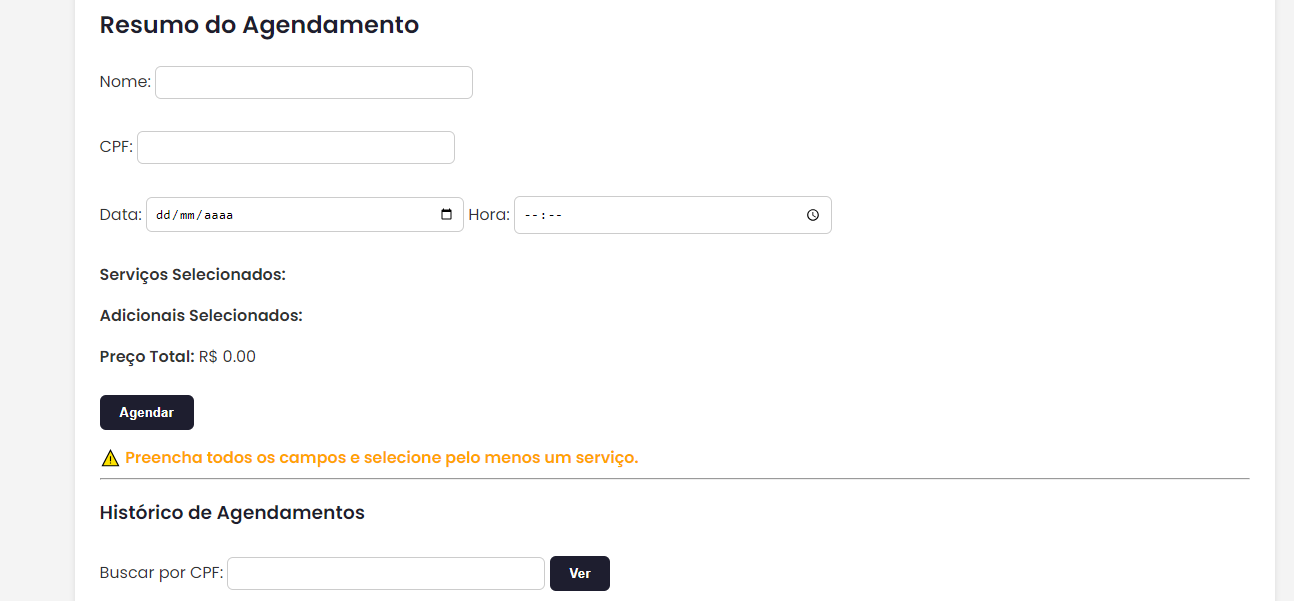 Resumo do Agendamento
Nome:
CPF:
Data: dd/mm/aaaa Hora: --:--
Serviços Selecionados:
Adicionais Selecionados:
Preço Total: R$ 0.00
Agendar
⚠ Preencha todos os campos e selecione pelo menos um serviço.
Histórico de Agendamentos
Buscar por CPF: Ver